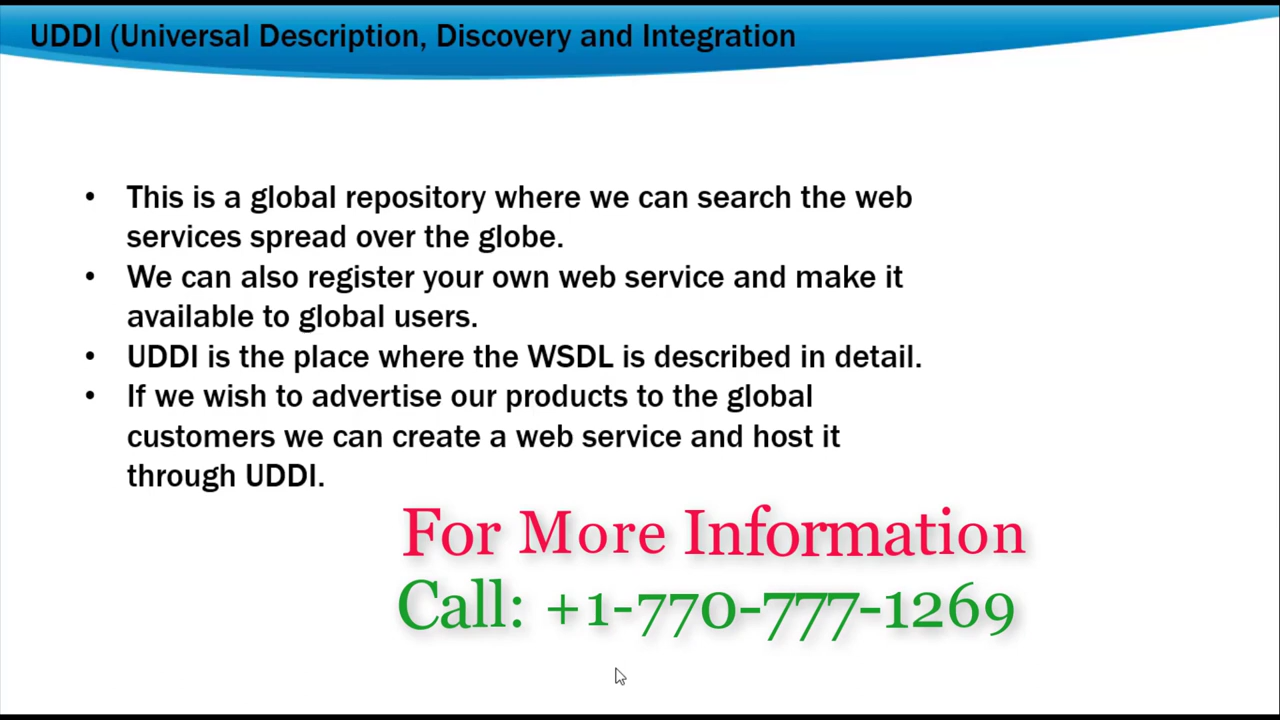 UDDI (Universal Description, Discovery and Integration
• This is a global repository where we can search the web
services spread over the globe.
• We can also register your own web service and make it
available to global users.
• UDDI is the place where the WSDL is described in detail.
• If we wish to advertise our products to the global
customers we can create a web service and host it
through UDDI.
For More Information
Call: +1-770-777-1269